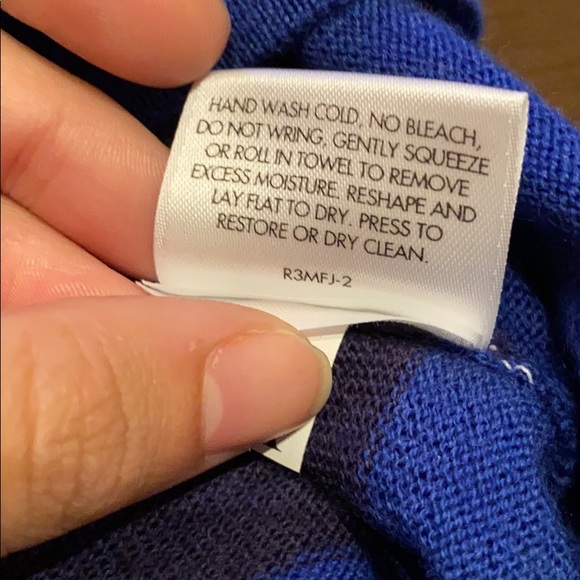 HAND WASH COLD, NO BLEACH,
DO NOT WRING, GENTLY SQUEEZE
OR ROLL IN TOWEL TO REMOVE
EXCESS MOISTURE. RESHAPE AND
LAY FLAT TO DRY. PRESS TO
RESTORE OR DRY CLEAN.
R3MFJ-2